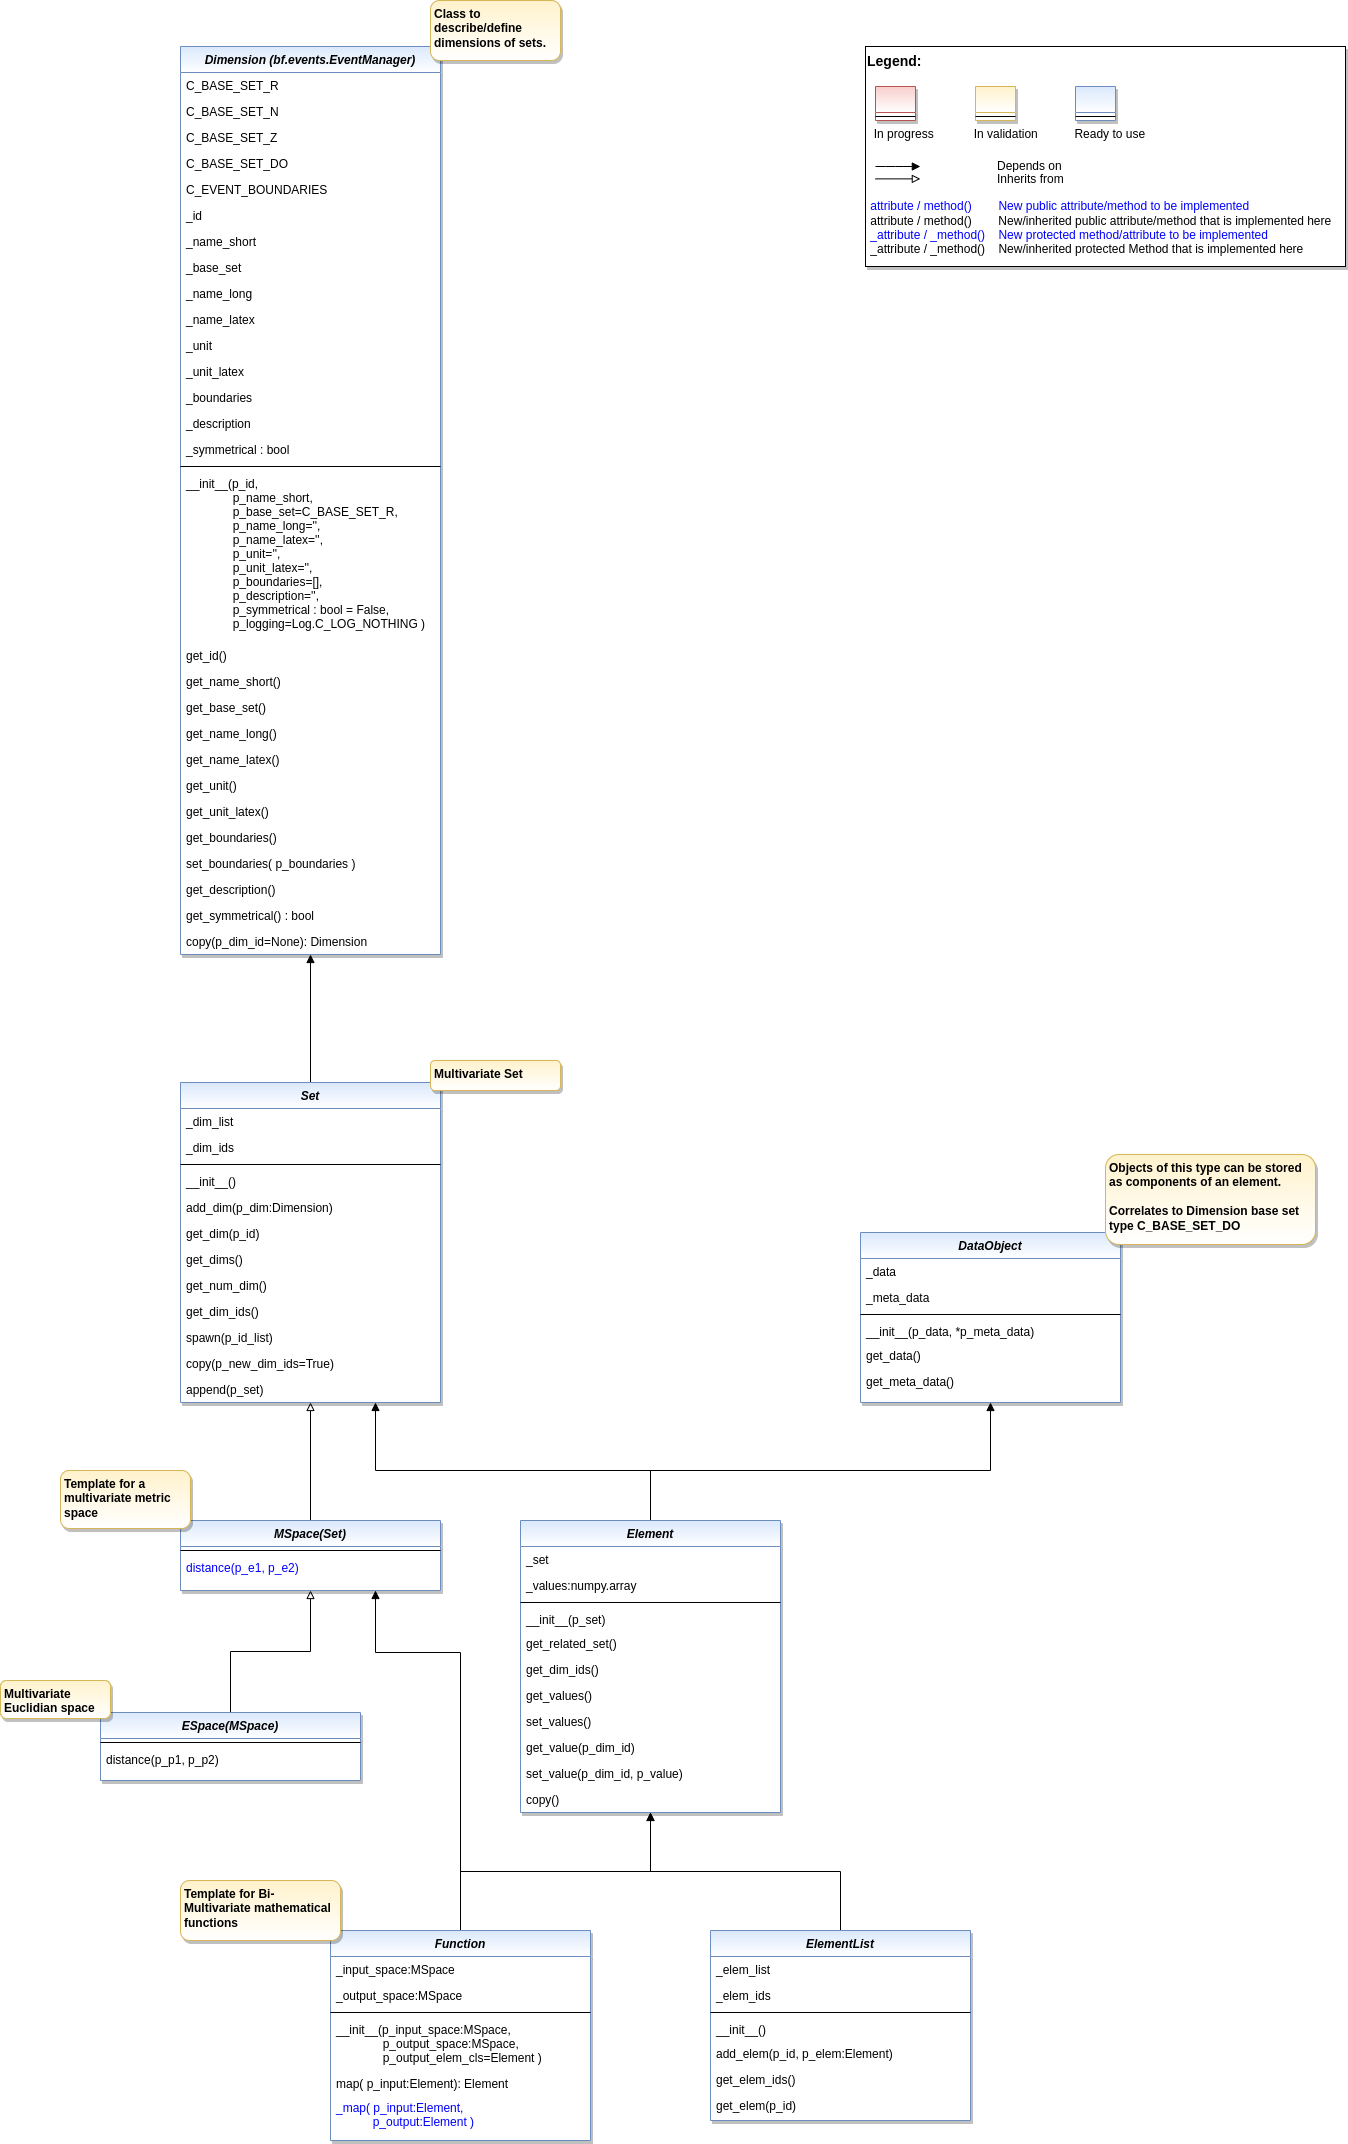 Class to
describe/define
dimensions of sets.
Dimension (bf.events.EventManager)
C_BASE_SET_R
C_BASE_SET_N
C_BASE_SET_Z
C_BASE_SET_DO
C_EVENT_BOUNDARIES
_id
_name_short
_base_set
_name_long
_name_latex
_unit
_unit_latex
_boundaries
_description
_symmetrical : bool
__init__(p_id,
p_name_short,
p_base_set=C_BASE_SET_R,
p_name_long='',
p_name_latex='',
p_unit='',
p_unit_latex='',
p_boundaries=[],
p_description='',
p_symmetrical : bool = False,
p_logging=Log.C_LOG_NOTHING )
get_id()
get_name_short()
get_base_set()
get_name_long()
get_name_latex()
get_unit()
get_unit_latex()
get_boundaries()
set_boundaries( p_boundaries )
get_description()
get_symmetrical() : bool
copy(p_dim_id=None): Dimension
Legend:
In progress In validation Ready to use
Depends on
Inherits from
attribute / method() New public attribute/method to be implemented
attribute / method() New/inherited public attribute/method that is implemented here
_attribute / _method() New protected method/attribute to be implemented
_attribute / _method() New/inherited protected Method that is implemented here
Multivariate Set
Set
_dim_list
_dim_ids
__init__()
add_dim(p_dim:Dimension)
get_dim(p_id)
get_dims()
get_num_dim()
get_dim_ids()
spawn(p_id_list)
copy(p_new_dim_ids=True)
append(p_set)
Objects of this type can be stored
as components of an element.
Correlates to Dimension base set
type C_BASE_SET_DO
DataObject
_data
_meta_data
__init__(p_data, *p_meta_data)
get_data()
get_meta_data()
Template for a
multivariate metric
space
MSpace(Set)
distance(p_e1, p_e2)
Element
_set
_values:numpy.array
__init__(p_set)
get_related_set()
get_dim_ids()
get_values()
set_values()
get_value(p_dim_id)
set_value(p_dim_id, p_value)
copy()
Multivariate
Euclidian space
ESpace(MSpace)
distance(p_p1, p_p2)
Template for Bi-
Multivariate mathematical
functions
Function
_input_space:MSpace
_output_space:MSpace
__init__(p_input_space:MSpace,
p_output_space:MSpace,
p_output_elem_cls=Element )
map( p_input:Element): Element
_map( p_input:Element,
p_output:Element )
ElementList
_elem_list
_elem_ids
__init__()
add_elem(p_id, p_elem:Element)
get_elem_ids()
get_elem(p_id)